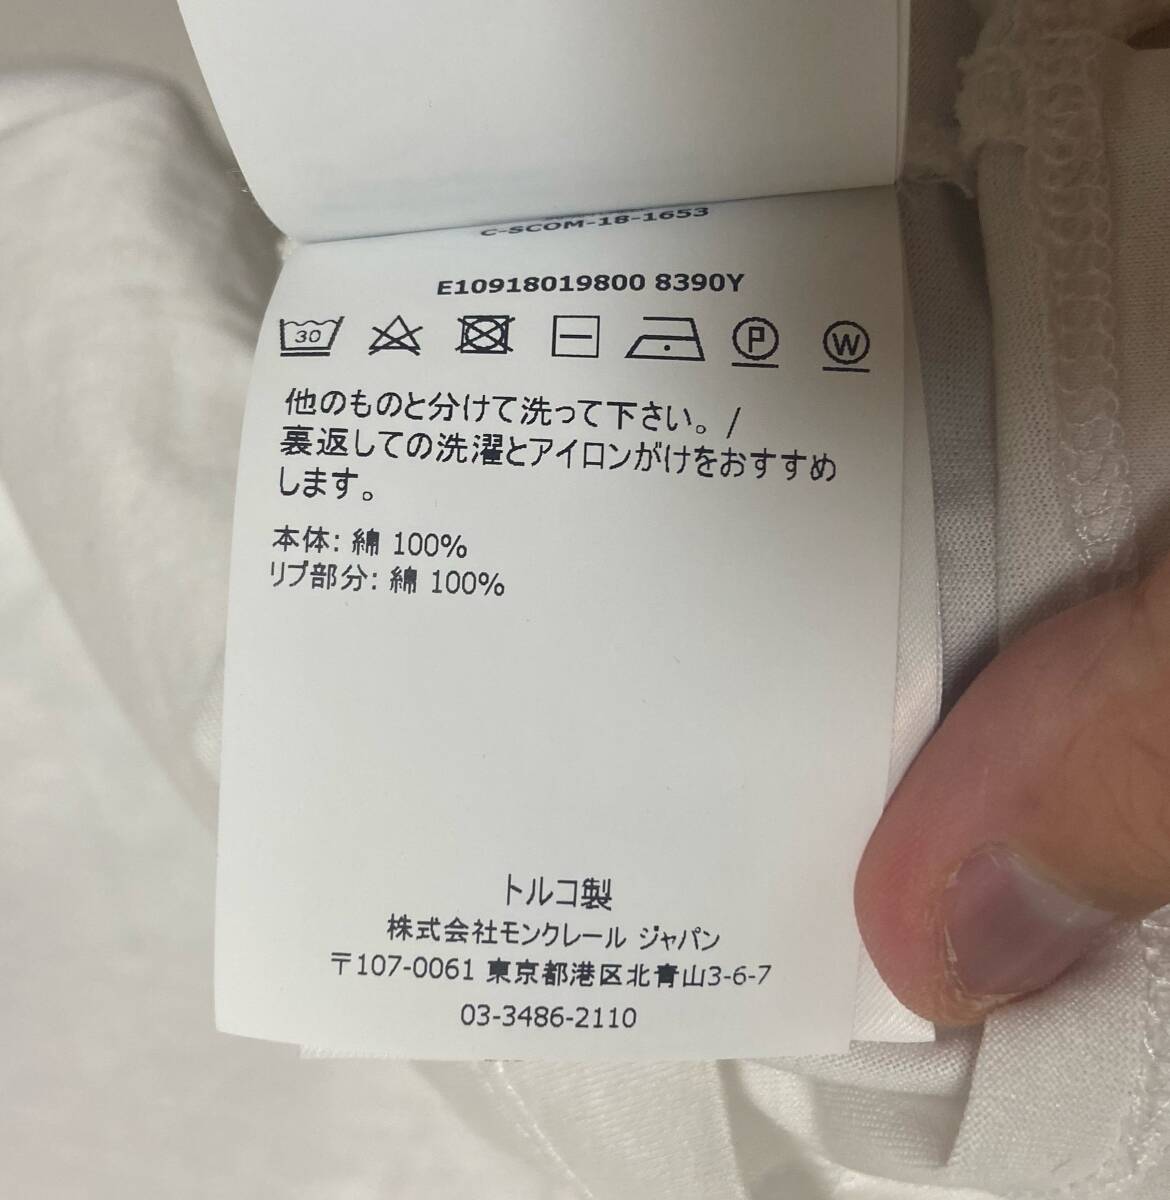 C-SCOM-18-1653
E10918019800 8390Y
30 P W
他のものと分けて洗って下さい。/
裏返しての洗濯とアイロンがけをおすすめ
します。
本体: 綿 100%
リブ部分: 綿 100%
トルコ製
株式会社モンクレール ジャパン
〒107-0061 東京都港区北青山3-6-7
03-3486-2110